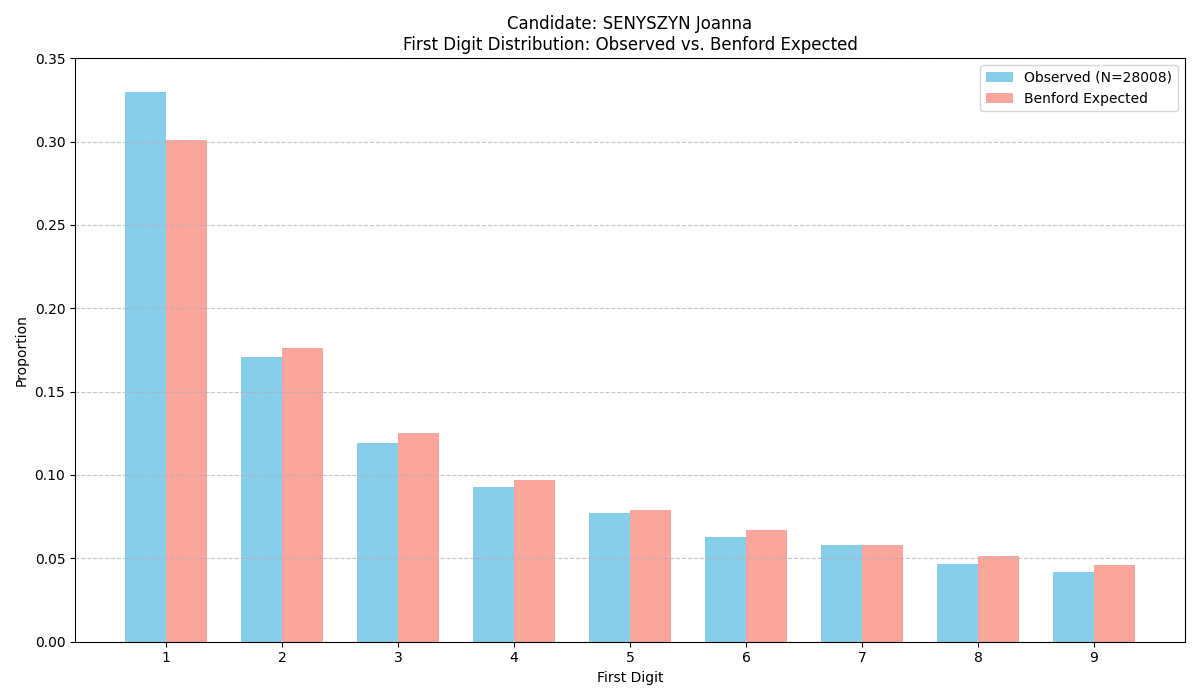 Candidate: SENYSZYN Joanna
First Digit Distribution: Observed vs. Benford Expected
Observed (N=28008)
Benford Expected
Proportion
0.35
0.30
0.25
0.20
0.15
0.10
0.05
0.00
1 2 3 4 5 6 7 8 9
First Digit